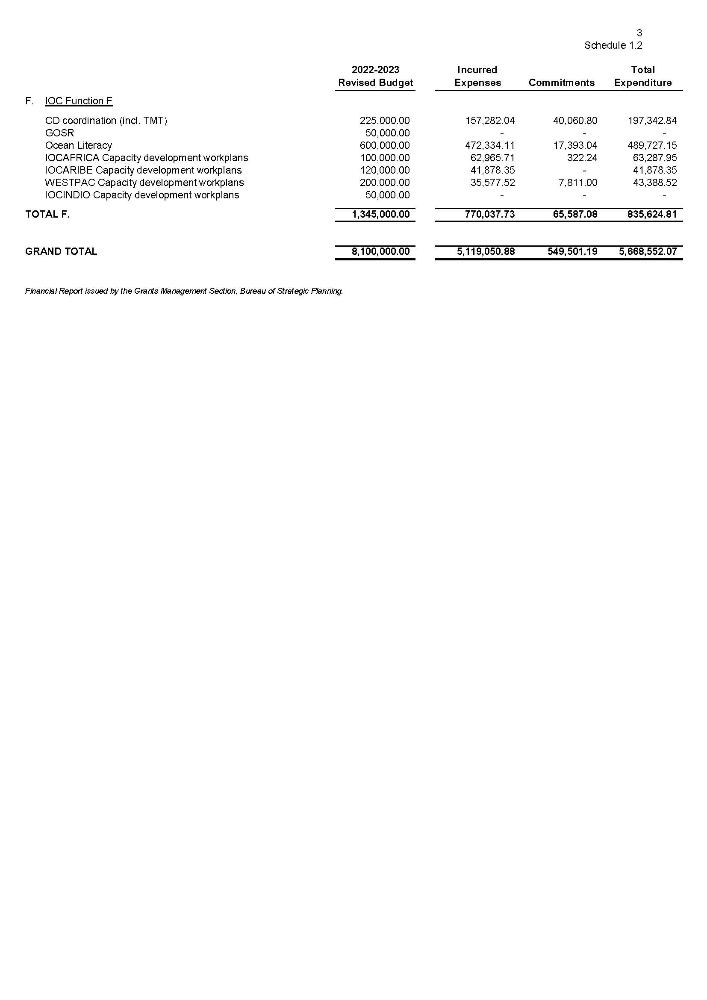 3
Schedule 1.2
2022-2023 Incurred Total
Revised Budget Expenses Commitments Expenditure
F. IOC Function F
CD coordination (incl. TMT) 225,000.00 157,282.04 40,060.80 197,342.84
GOSR 50,000.00 - - -
Ocean Literacy 600,000.00 472,334.11 17,393.04 489,727.15
IOCAFRICA Capacity development workplans 100,000.00 62,965.71 322.24 63,287.95
IOCARIBE Capacity development workplans 120,000.00 41,878.35 - 41,878.35
WESTPAC Capacity development workplans 200,000.00 35,577.52 7,811.00 43,388.52
IOCINDIO Capacity development workplans 50,000.00 - - -
TOTAL F. 1,345,000.00 770,037.73 65,587.08 835,624.81
GRAND TOTAL 8,100,000.00 5,119,050.88 549,501.19 5,668,552.07
Financial Report issued by the Grants Management Section, Bureau of Strategic Planning.